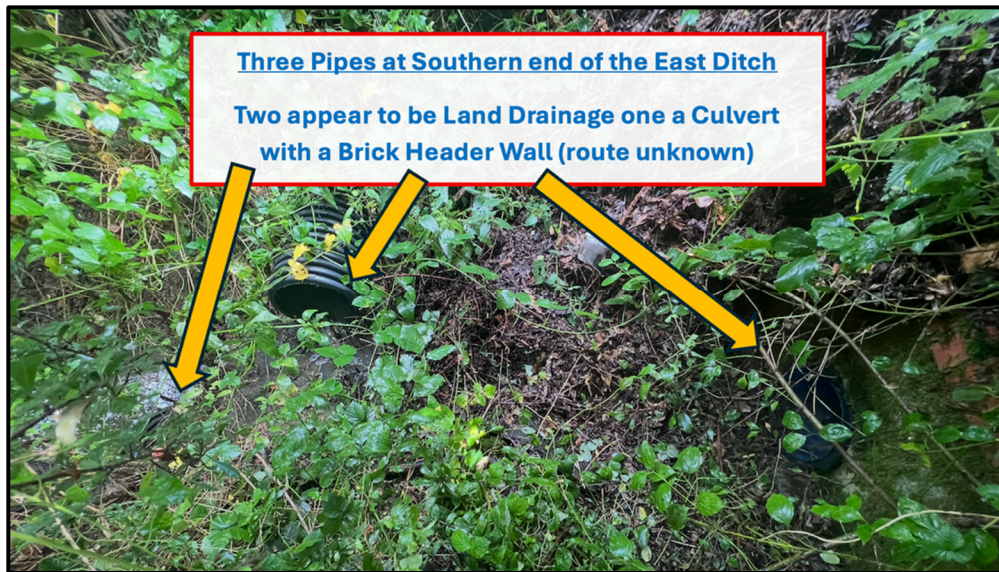 Three Pipes at Southern end of the East Ditch
Two appear to be Land Drainage one a Culvert
with a Brick Header Wall (route unknown)